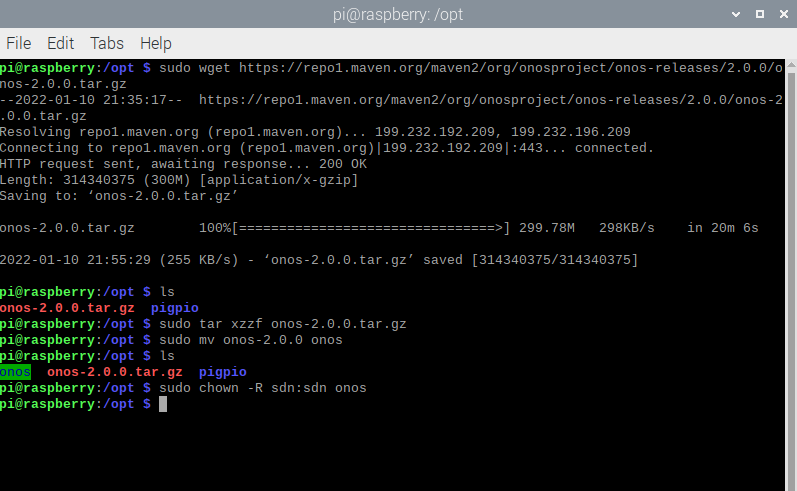 pi@raspberry: /opt
File Edit Tabs Help
pi@raspberry:/opt $ sudo wget https://repo1.maven.org/maven2/org/onosproject/onos-releases/2.0.0/o
nos-2.0.0.tar.gz
--2022-01-10 21:35:17--  https://repo1.maven.org/maven2/org/onosproject/onos-releases/2.0.0/onos-2
.0.0.tar.gz
Resolving repo1.maven.org (repo1.maven.org)... 199.232.192.209, 199.232.196.209
Connecting to repo1.maven.org (repo1.maven.org)|199.232.192.209|:443... connected.
HTTP request sent, awaiting response... 200 OK
Length: 314340375 (300M) [application/x-gzip]
Saving to: ‘onos-2.0.0.tar.gz’
onos-2.0.0.tar.gz        100%[================================>] 299.78M   298KB/s    in 20m 6s
2022-01-10 21:55:29 (255 KB/s) - ‘onos-2.0.0.tar.gz’ saved [314340375/314340375]
pi@raspberry:/opt $ ls
onos-2.0.0.tar.gz  pigpio
pi@raspberry:/opt $ sudo tar xzzf onos-2.0.0.tar.gz
pi@raspberry:/opt $ sudo mv onos-2.0.0 onos
pi@raspberry:/opt $ ls
onos  onos-2.0.0.tar.gz  pigpio
pi@raspberry:/opt $ sudo chown -R sdn:sdn onos
pi@raspberry:/opt $